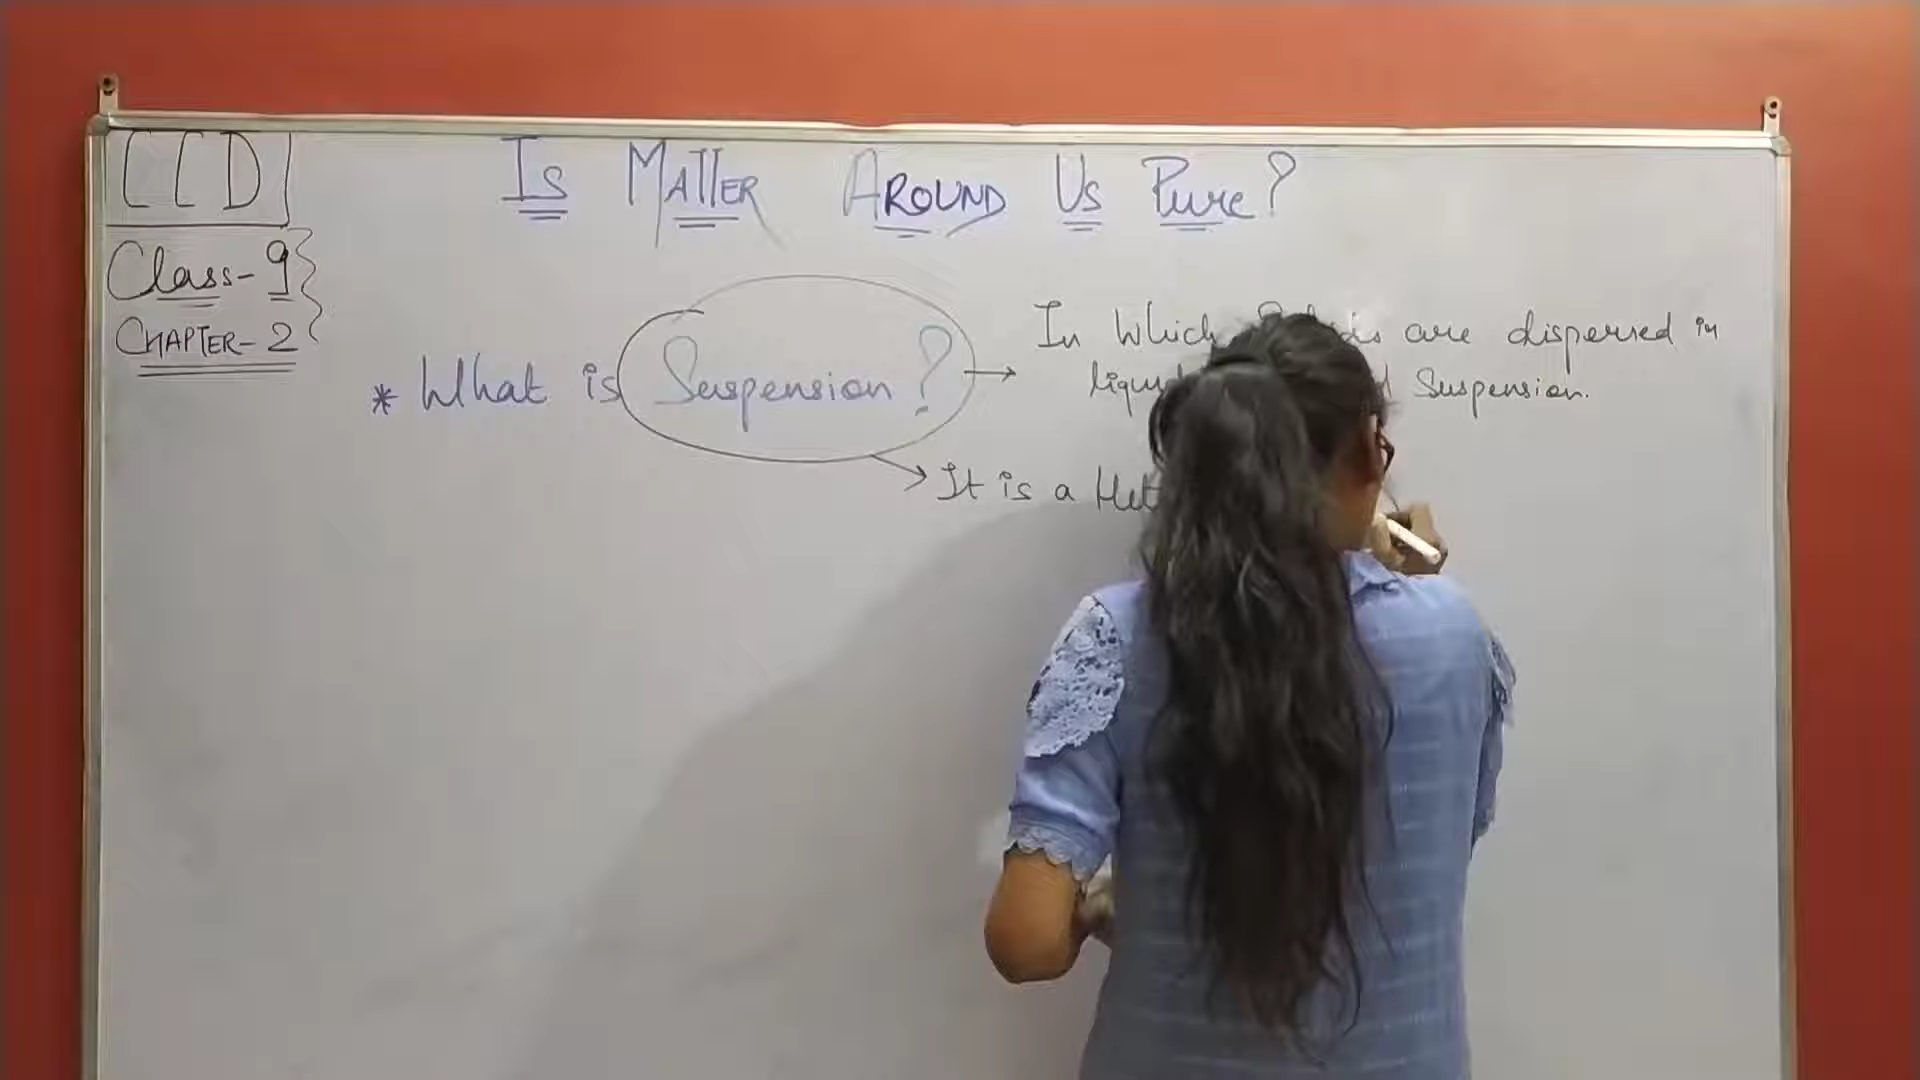 CCD
Is MATTER AROUND Us Pure?
Class-9
CHAPTER-2
* What is Suspension?
In Which are dispersed in
Suspension.
It is a Het